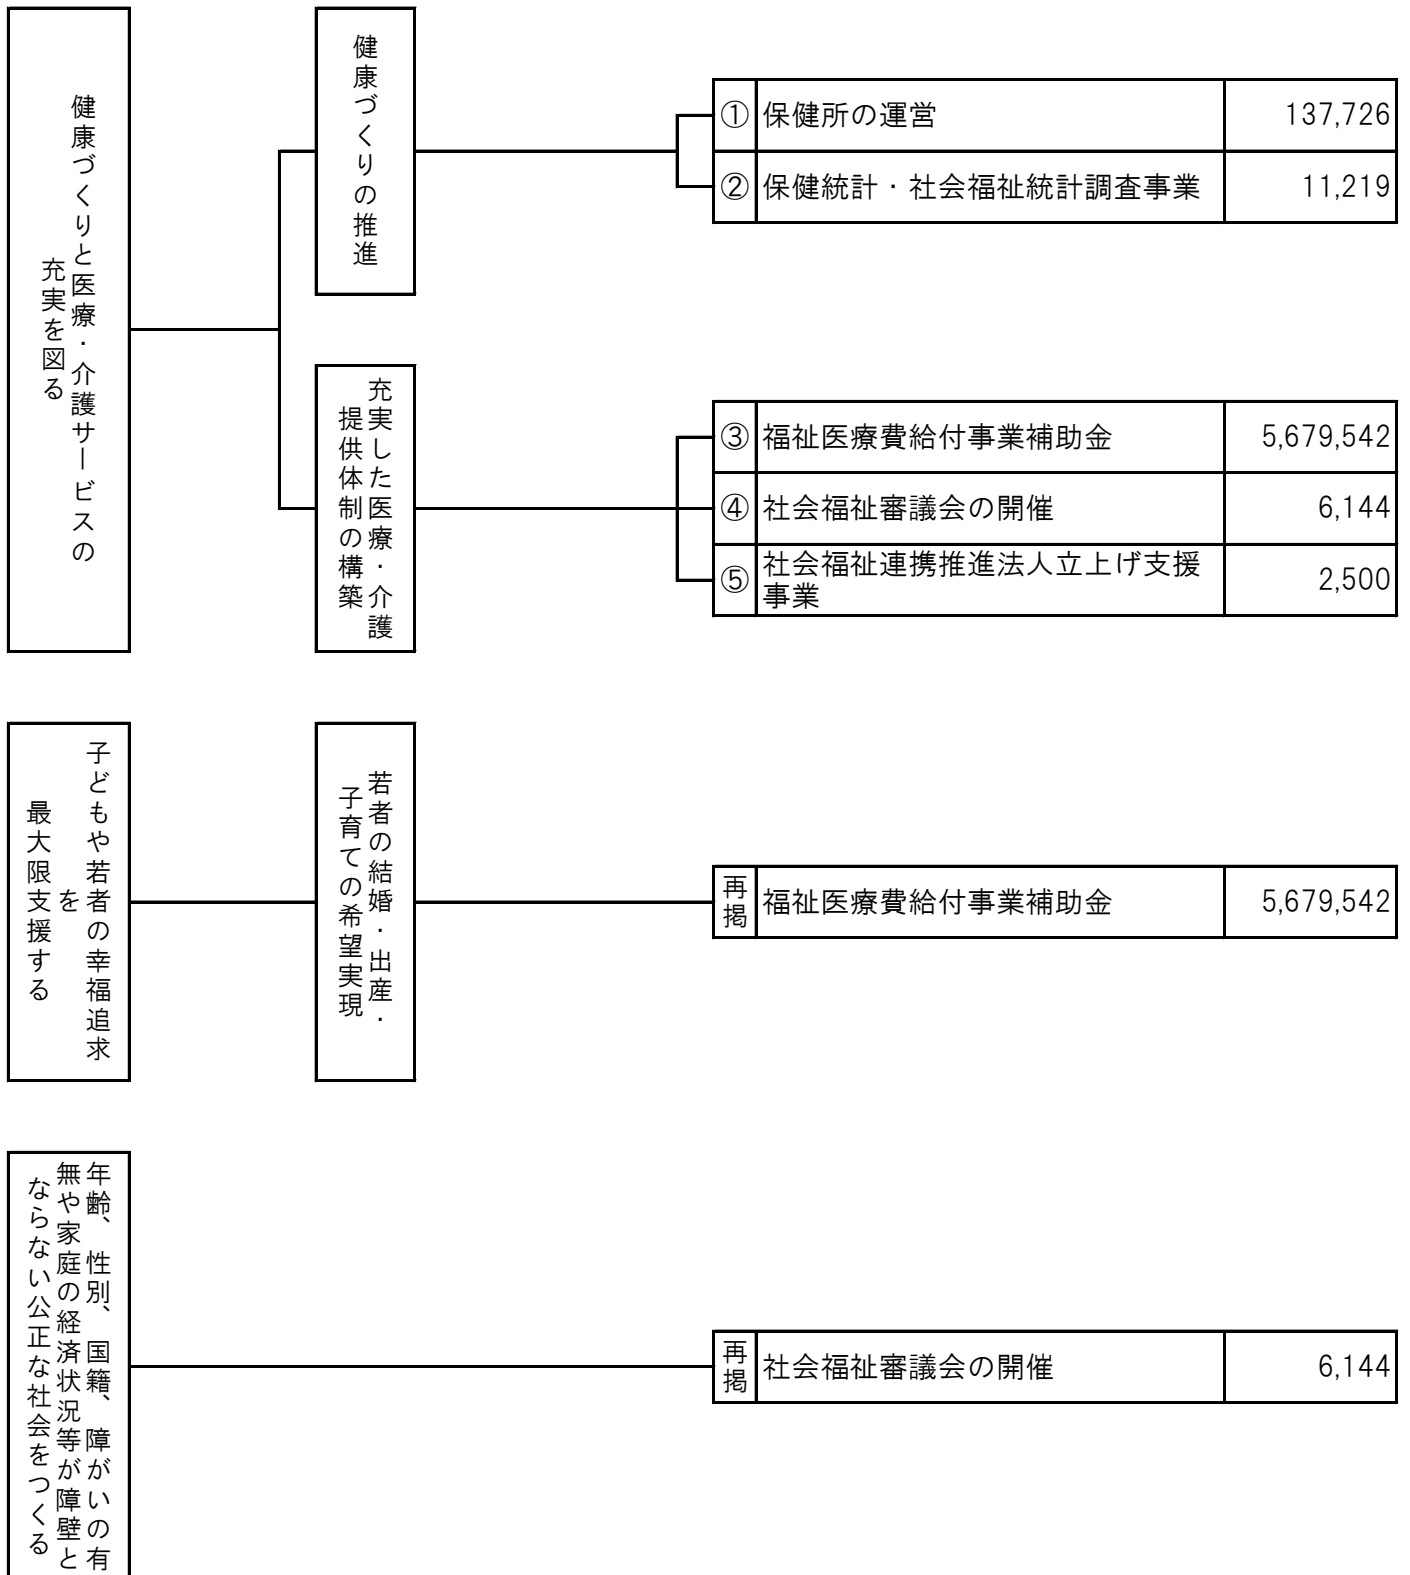 健康づくりと医療・介護サービスの
充実を図る
健康づくりの推進
① 保健所の運営 137,726
② 保健統計・社会福祉統計調査事業 11,219
充実した医療・介護
提供体制の構築
③ 福祉医療費給付事業補助金 5,679,542
④ 社会福祉審議会の開催 6,144
⑤ 社会福祉連携推進法人立上げ支援
事業 2,500
子どもや若者の幸福追求
を
最大限支援する
若者の結婚・出産・
子育ての希望実現
再掲 福祉医療費給付事業補助金 5,679,542
年齢、性別、国籍、障がいの有
無や家庭の経済状況等が障壁と
ならない公正な社会をつくる
再掲 社会福祉審議会の開催 6,144